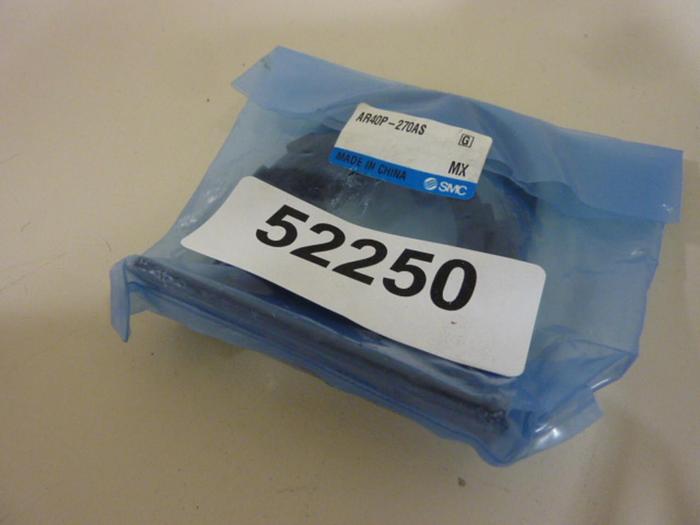 AR40P-270AS
[G]
MX
MADE IN CHINA
SMC
52250